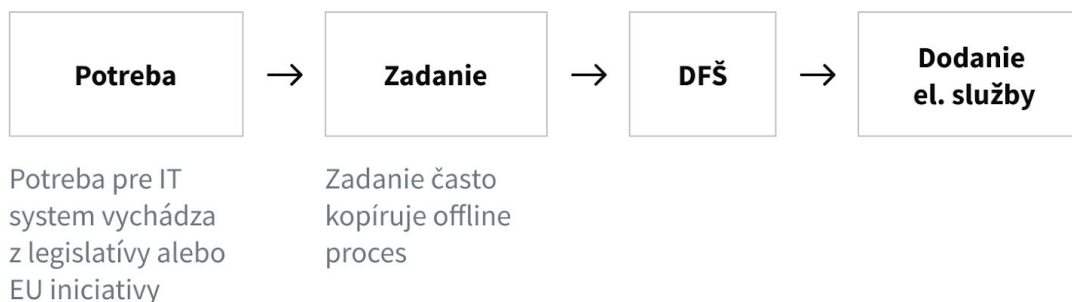 Potreba
→
Zadanie
→
DFŠ
→
Dodanie
el. služby
Potreba pre IT
system vychádza
z legislatívy alebo
EU iniciativy
Zadanie často
kopíruje offline
proces